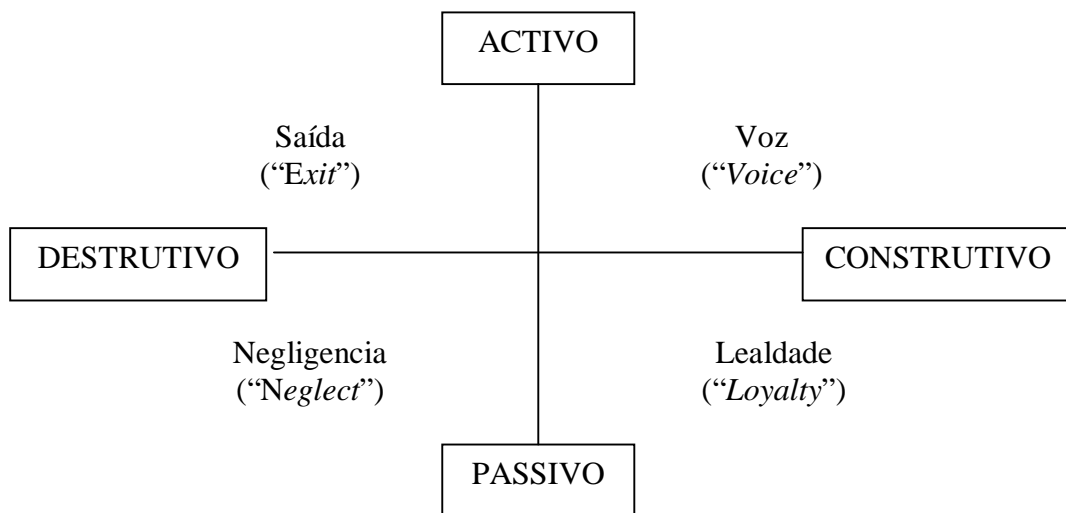 ACTIVO
Saída
(“Exit”)
Voz
(“Voice”)
DESTRUTIVO
CONSTRUTIVO
Negligencia
(“Neglect”)
Lealdade
(“Loyalty”)
PASSIVO